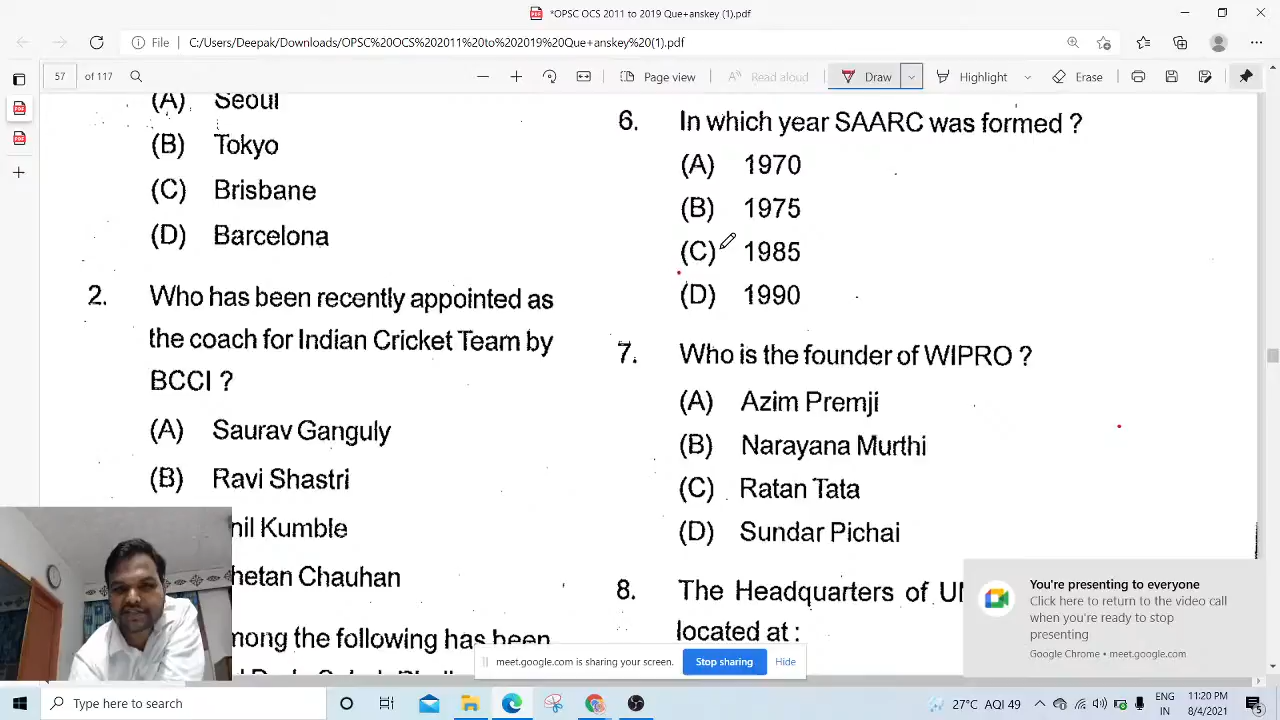 *OPSC OCS 2011 to 2019 Que+anskey (1).pdf
File
C:/Users/Deepak/Downloads/OPSC%20OCS%202011%20to%202019%20Que+anskey%20(1).pdf
57 of 117
Page view
Read aloud
Draw
Highlight
Erase
(A) Seoul
(B) Tokyo
(C) Brisbane
(D) Barcelona
2. Who has been recently appointed as
the coach for Indian Cricket Team by
BCCI ?
(A) Saurav Ganguly
(B) Ravi Shastri
nil Kumble
hetan Chauhan
mong the following has been
6. In which year SAARC was formed ?
(A) 1970
(B) 1975
(C) 1985
(D) 1990
7. Who is the founder of WIPRO ?
(A) Azim Premji
(B) Narayana Murthi
(C) Ratan Tata
(D) Sundar Pichai
8. The Headquarters of
located at :
You're presenting to everyone
Click here to return to the video call
when you're ready to stop
presenting
Google Chrome • meet.google.com
meet.google.com is sharing your screen.
Stop sharing
Hide
Type here to search
27°C AQI 49
ENG
IN
11:20 PM
8/4/2021
5